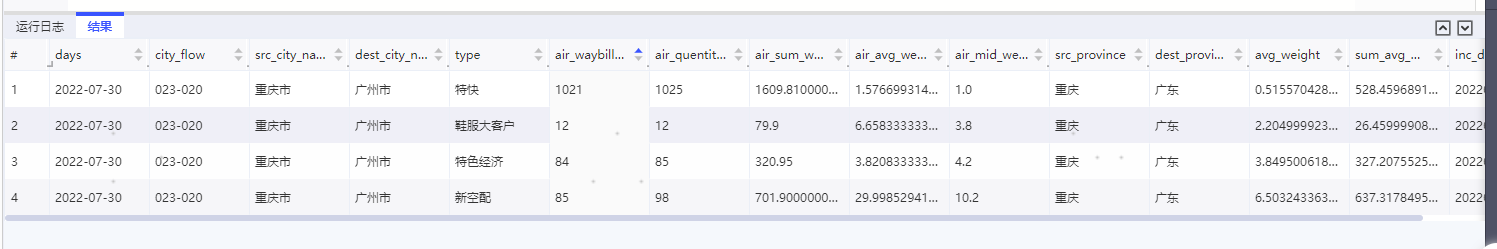 运行日志 结果
# days city_flow src_city_na... dest_city_n... type air_waybill... air_quentit... air_sum_w... air_avg_we... air_mid_we... src_province dest_provi... avg_weight sum_avg_... inc_d
1 2022-07-30 023-020 重庆市 广州市 特快 1021 1025 1609.810000... 1.576699314... 1.0 重庆 广东 0.515570428... 528.4596891... 2022
2 2022-07-30 023-020 重庆市 广州市 鞋服大客户 12 12 79.9 6.658333333... 3.8 重庆 广东 2.204999923... 26.45999908... 2022
3 2022-07-30 023-020 重庆市 广州市 特色经济 84 85 320.95 3.820833333... 4.2 重庆 广东 3.849500618... 327.2075525... 2022
4 2022-07-30 023-020 重庆市 广州市 新空配 85 98 701.9000000... 29.99852941... 10.2 重庆 广东 6.503243363... 637.3178495... 2022